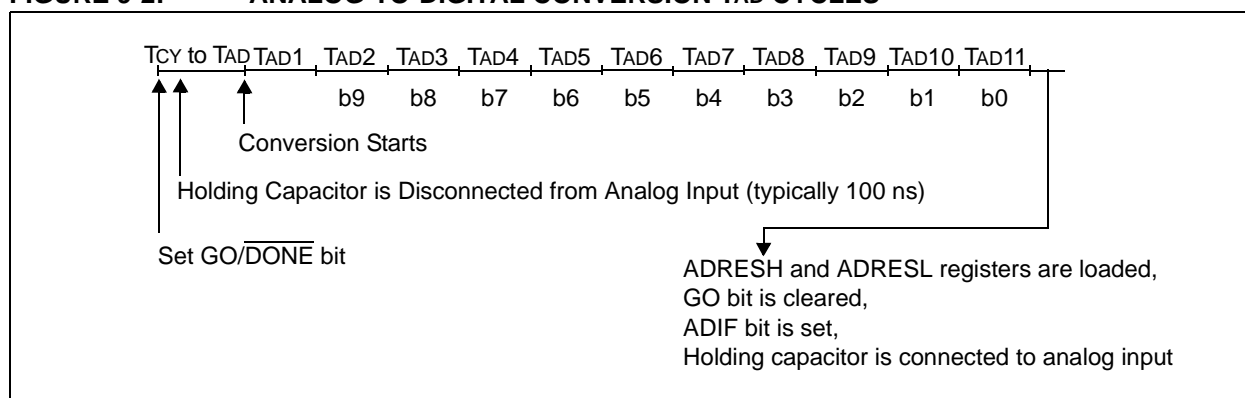 FIGURE 9-2: ANALOG-TO-DIGITAL CONVERSION TAD CYCLES
TCY to TAD TAD1 TAD2 TAD3 TAD4 TAD5 TAD6 TAD7 TAD8 TAD9 TAD10 TAD11
b9 b8 b7 b6 b5 b4 b3 b2 b1 b0
Conversion Starts
Holding Capacitor is Disconnected from Analog Input (typically 100 ns)
Set GO/DONE bit
ADRESH and ADRESL registers are loaded,
GO bit is cleared,
ADIF bit is set,
Holding capacitor is connected to analog input